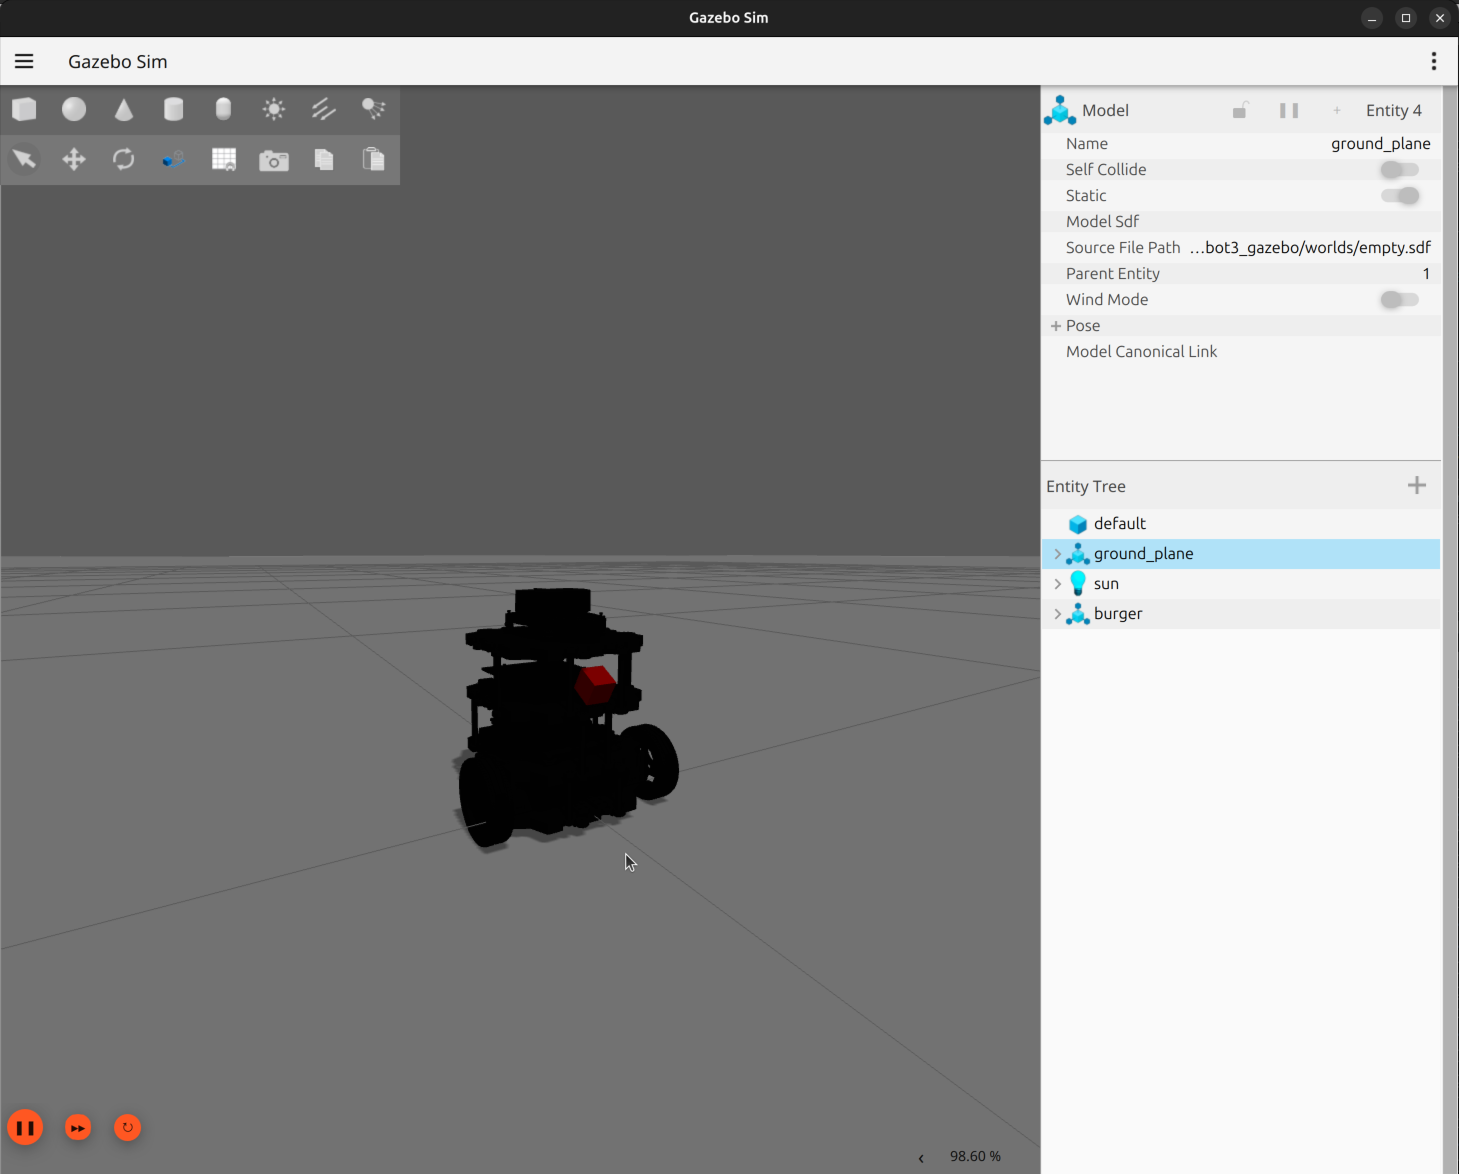 Gazebo Sim
Gazebo Sim
Model Entity 4
Name ground_plane
Self Collide
Static
Model Sdf
Source File Path ...bot3_gazebo/worlds/empty.sdf
Parent Entity 1
Wind Mode
Pose
Model Canonical Link
Entity Tree
default
ground_plane
sun
burger
98.60 %